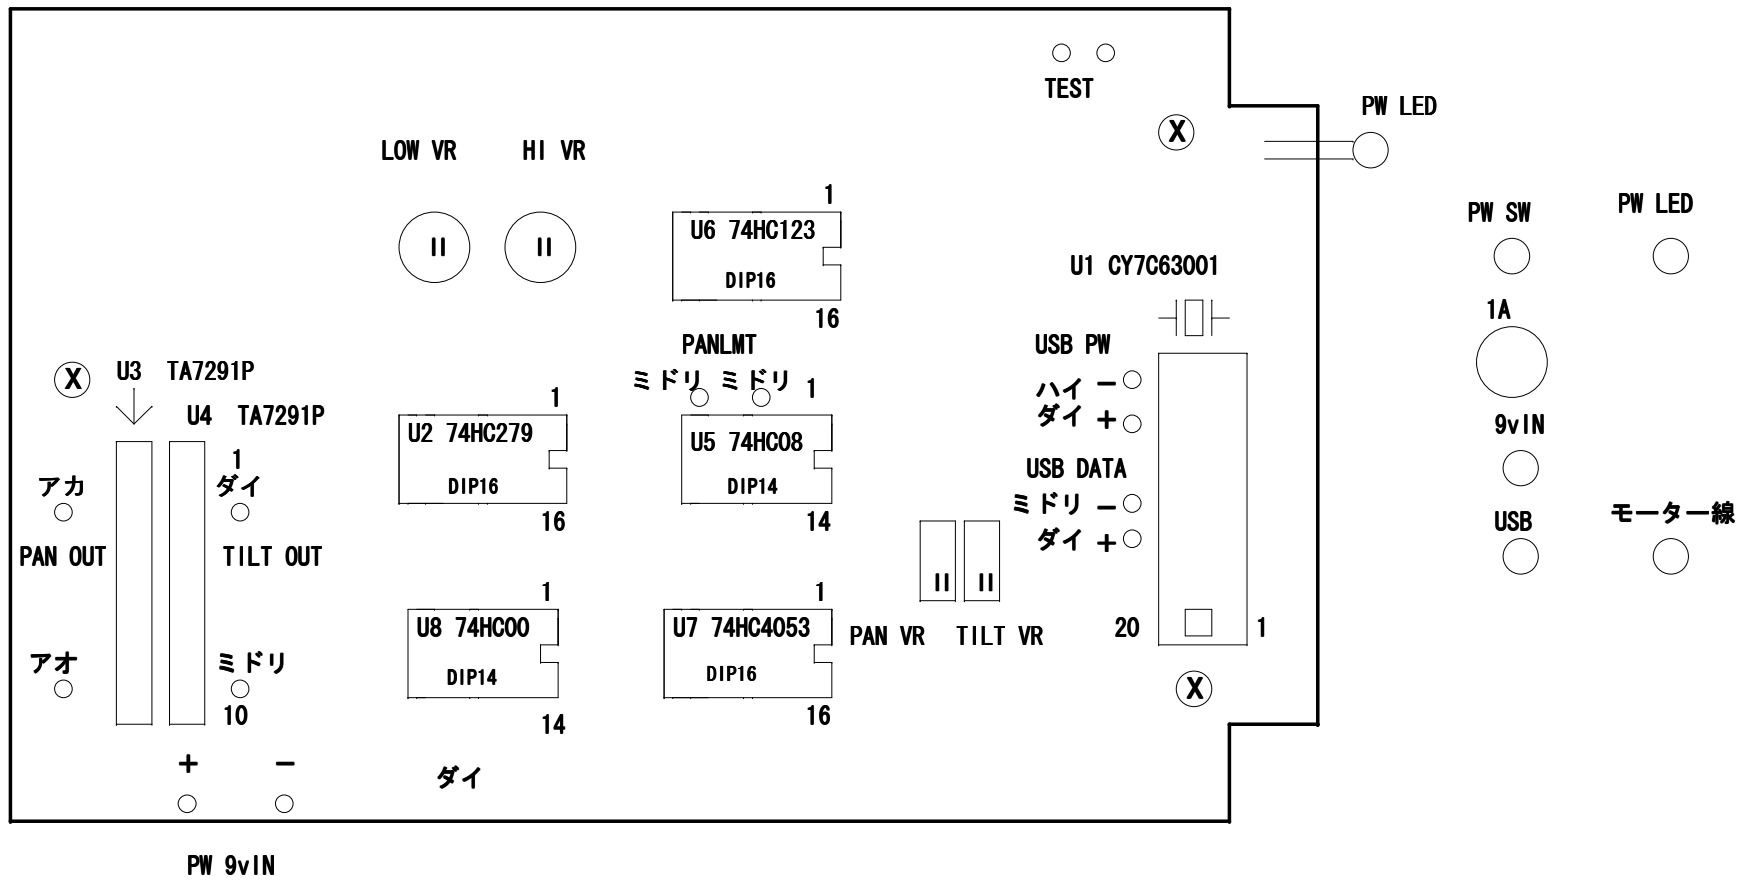 TEST
X
PW LED
LOW VR
HI VR
PW SW
PW LED
1
U6 74HC123
DIP16
16
U1 CY7C63001
1A
PANLMT
USB PW
X
U3 TA7291P
ミドリ ミドリ
1
1
ハイ −
ダイ +
U4 TA7291P
U2 74HC279
DIP16
16
U5 74HC08
DIP14
14
9vIN
1
USB DATA
アカ
ダイ
ミドリ −
ダイ +
USB
モーター線
PAN OUT
TILT OUT
1
1
U8 74HC00
DIP14
14
U7 74HC4053
DIP16
16
PAN VR
TILT VR
20
1
アオ
ミドリ
10
X
+
−
ダイ
PW 9vIN